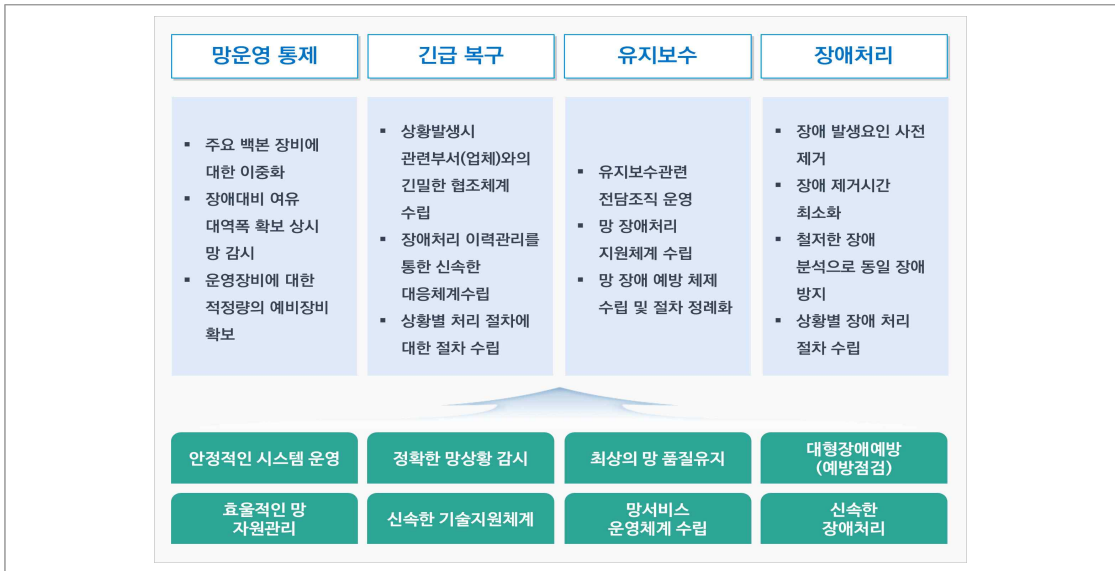 망운영 통제
긴급 복구
유지보수
장애처리
▪ 주요 백본 장비에
대한 이중화
▪ 장애대비 여유
대역폭 확보 상시
망 감시
▪ 운영장비에 대한
적정량의 예비장비
확보
▪ 상황발생시
관련부서(업체)와의
긴밀한 협조체계
수립
▪ 장애처리 이력관리를
통한 신속한
대응체계수립
▪ 상황별 처리 절차에
대한 절차 수립
▪ 유지보수관련
전담조직 운영
▪ 망 장애처리
지원체계 수립
▪ 망 장애 예방 체제
수립 및 절차 정례화
▪ 장애 발생요인 사전
제거
▪ 장애 제거시간
최소화
▪ 철저한 장애
분석으로 동일 장애
방지
▪ 상황별 장애 처리
절차 수립
안정적인 시스템 운영
정확한 망상황 감시
최상의 망 품질유지
대형장애예방
(예방점검)
효율적인 망
자원관리
신속한 기술지원체계
망서비스
운영체계 수립
신속한
장애처리